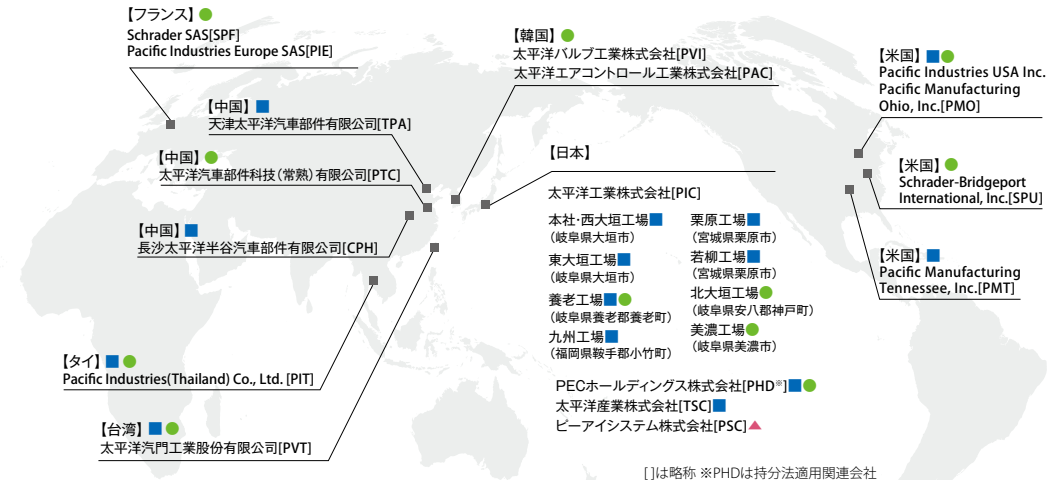 【フランス】●
Schrader SAS[SPF]
Pacific Industries Europe SAS[PIE]
【中国】■
天津太平洋汽車部件有限公司[TPA]
【中国】●
太平洋汽車部件科技(常熟)有限公司[PTC]
【中国】■
長沙太平洋半谷汽車部件有限公司[CPH]
【タイ】■●
Pacific Industries(Thailand) Co., Ltd. [PIT]
【台湾】■●
太平洋汽門工業股份有限公司[PVT]
【韓国】●
太平洋バルブ工業株式会社[PVI]
太平洋エアコントロール工業株式会社[PAC]
【日本】
太平洋工業株式会社[PIC]
本社・西大垣工場■
(岐阜県大垣市)
東大垣工場■
(岐阜県大垣市)
養老工場■●
(岐阜県養老郡養老町)
九州工場■
(福岡県鞍手郡小竹町)
栗原工場■
(宮城県栗原市)
若柳工場■
(宮城県栗原市)
北大垣工場●
(岐阜県安八郡神戸町)
美濃工場●
(岐阜県美濃市)
PECホールディングス株式会社[PHD※]■●
太平洋産業株式会社[TSC]■
ピーアイシステム株式会社[PSC]▲
【米国】■●
Pacific Industries USA Inc.
Pacific Manufacturing
Ohio, Inc.[PMO]
【米国】●
Schrader-Bridgeport
International, Inc.[SPU]
【米国】■
Pacific Manufacturing
Tennessee, Inc.[PMT]
[ ]は略称 ※PHDは持分法適用関連会社